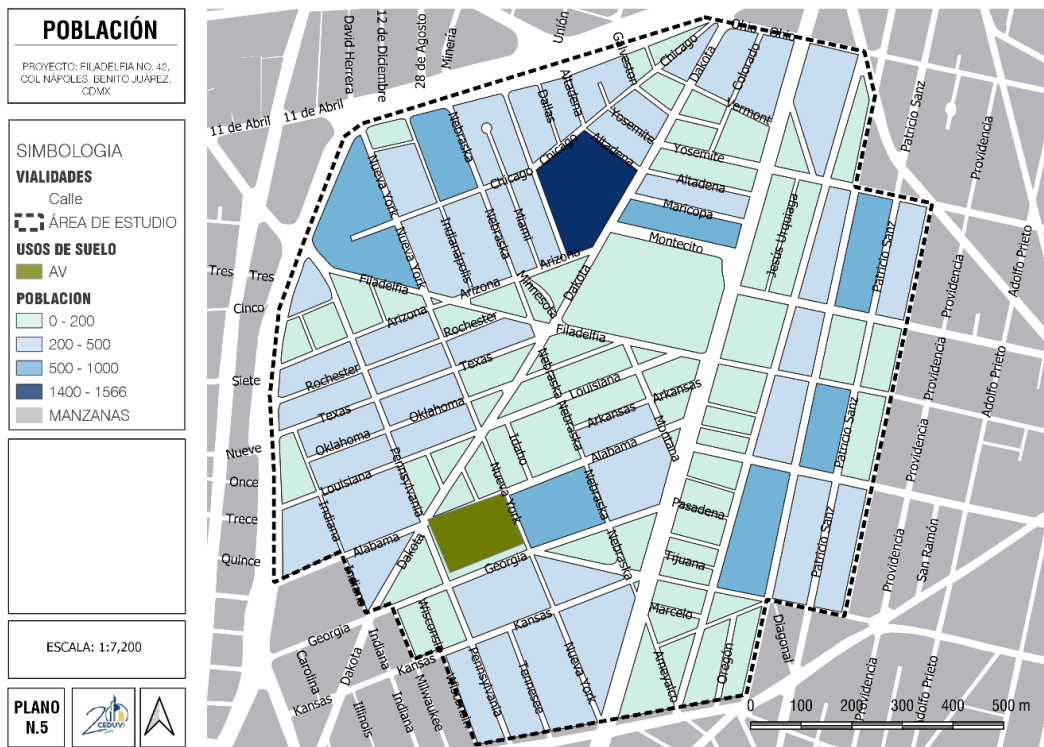 POBLACIÓN
PROYECTO: FILADELFIA NO. 42,
COL NÁPOLES, BENITO JUÁREZ,
CDMX
SIMBOLOGIA
VIALIDADES
Calle
ÁREA DE ESTUDIO
USOS DE SUELO
AV
POBLACION
0 - 200
200 - 500
500 - 1000
1400 - 1566
MANZANAS
ESCALA: 1:7,200
PLANO
N.5
CEDUVI
David Herrera
12 de Diciembre
28 de Agosto
Minería
Unión
Galveston
Chicago
Ohio
Ohio
Dakota
Colorado
Vermont
11 de Abril
11 de Abril
Nebraska
Dallas
Altadena
Yosemite
Yosemite
Chicago
Altadena
Altadena
Patricio Sanz
Providencia
Nueva York
Chicago
Maricopa
Montecito
Jesús Urquiaga
Patricio Sanz
Nueva York
Indianápolis
Nebraska
Miami
Arizona
Dakota
Minnesota
Adolfo Prieto
Providencia
Tres
Tres
Cinco
Filadelfia
Arizona
Arizona
Rochester
Filadelfia
Siete
Rochester
Texas
Nebraska
Louisiana
Arkansas
Providencia
Adolfo Prieto
Texas
Oklahoma
Oklahoma
Nebraska
Arkansas
Montana
Patricio Sanz
Nueve
Idaho
Alabama
Once
Louisiana
Pennsylvania
Nueva York
Nebraska
Pasadena
Providencia
Trece
Indiana
Alabama
Dakota
Patricio Sanz
San Ramón
Providencia
Quince
Indiana
Georgia
Nebraska
Tijuana
Georgia
Wisconsin
Kansas
Marcelo
Diagonal
Carolina
Dakota
Indiana
Kansas
Kansas
Illinois
Indiana
Milwaukee
Wisconsin
Pennsylvania
Tennesee
Nueva York
Ameyalco
Oregón
Providencia
Adolfo Prieto
0 100 200 300 400 500 m